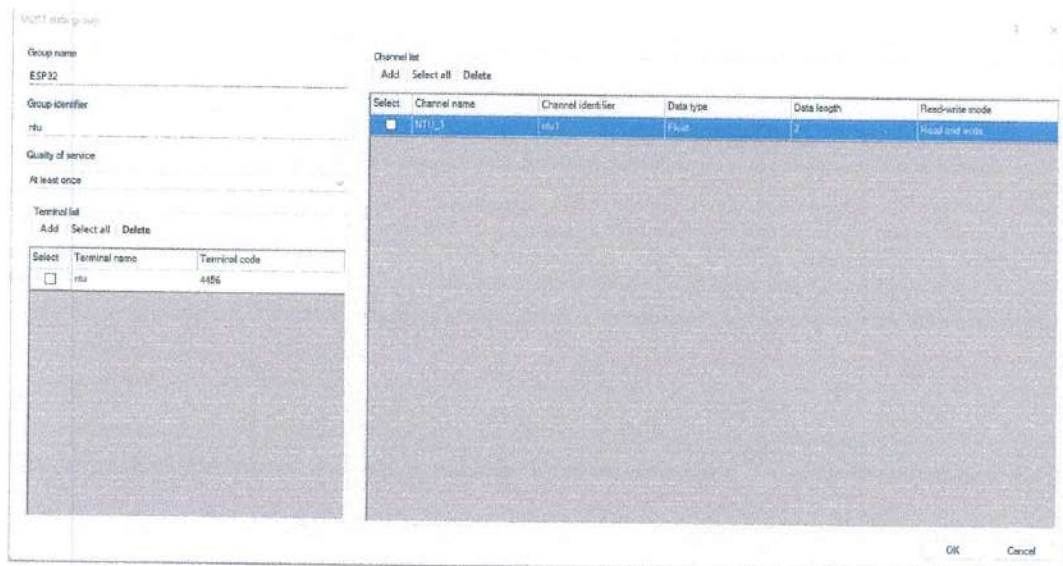 MQTT data group
Group name
ESP32
Group identifier
ntu
Quality of service
At least once
Terminal list
Add Select all Delete
Select Terminal name Terminal code
ntu 4456
Channel list
Add Select all Delete
Select Channel name Channel identifier Data type Data length Read-write mode
NTU_1 ntu1 Float 2 Read and write
OK Cancel